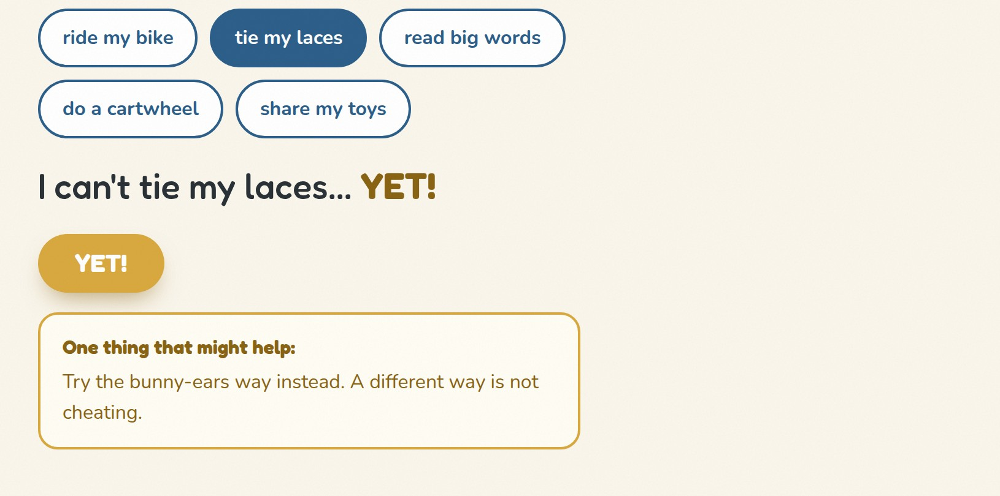 ride my bike
tie my laces
read big words
do a cartwheel
share my toys
I can't tie my laces... YET!
YET!
One thing that might help:
Try the bunny-ears way instead. A different way is not
cheating.